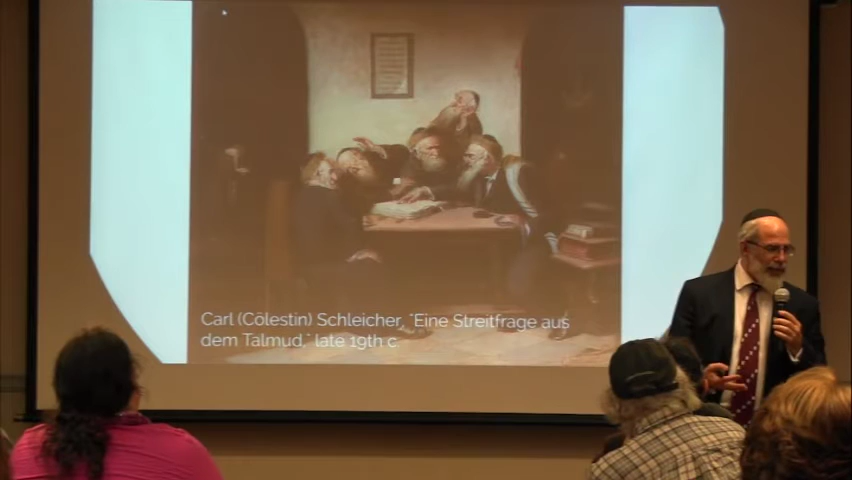 Carl (Cölestin) Schleicher, "Eine Streitfrage aus
dem Talmud," late 19th c